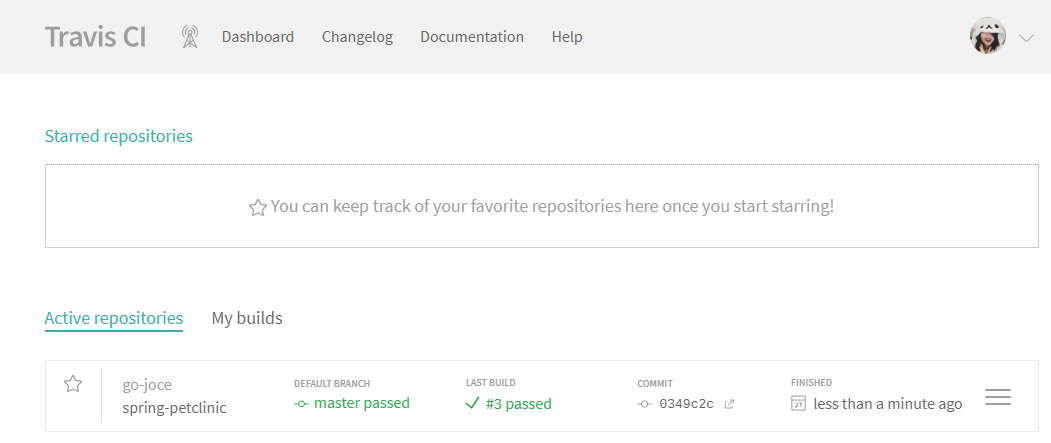 Travis CI Dashboard Changelog Documentation Help
Starred repositories
You can keep track of your favorite repositories here once you start starring!
Active repositories My builds
go-joce DEFAULT BRANCH LAST BUILD COMMIT FINISHED
spring-petclinic master passed #3 passed 0349c2c 27 less than a minute ago